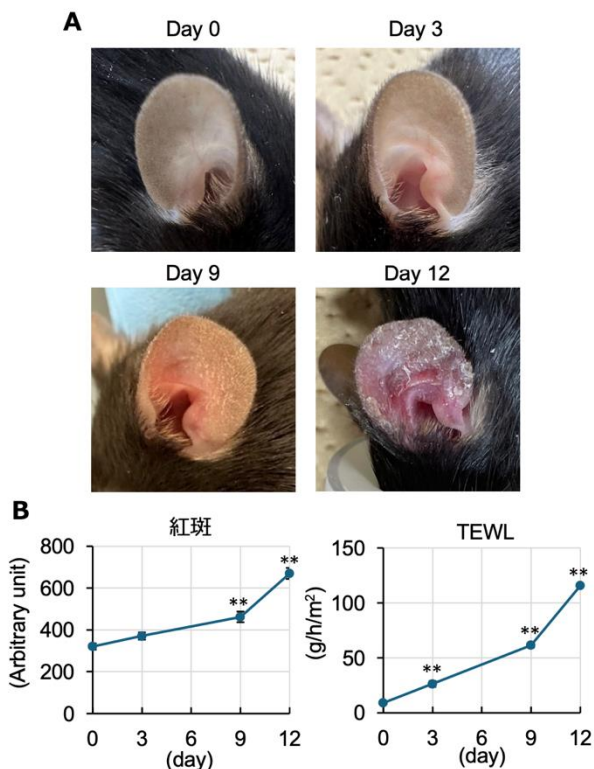 A
Day 0
Day 3
Day 9
Day 12
B
紅斑
(Arbitrary unit)
800
600
400
200
0
**
**
0
3
6
9
12
(day)
TEWL
(g/h/m²)
150
100
50
0
**
**
**
0
3
6
9
12
(day)